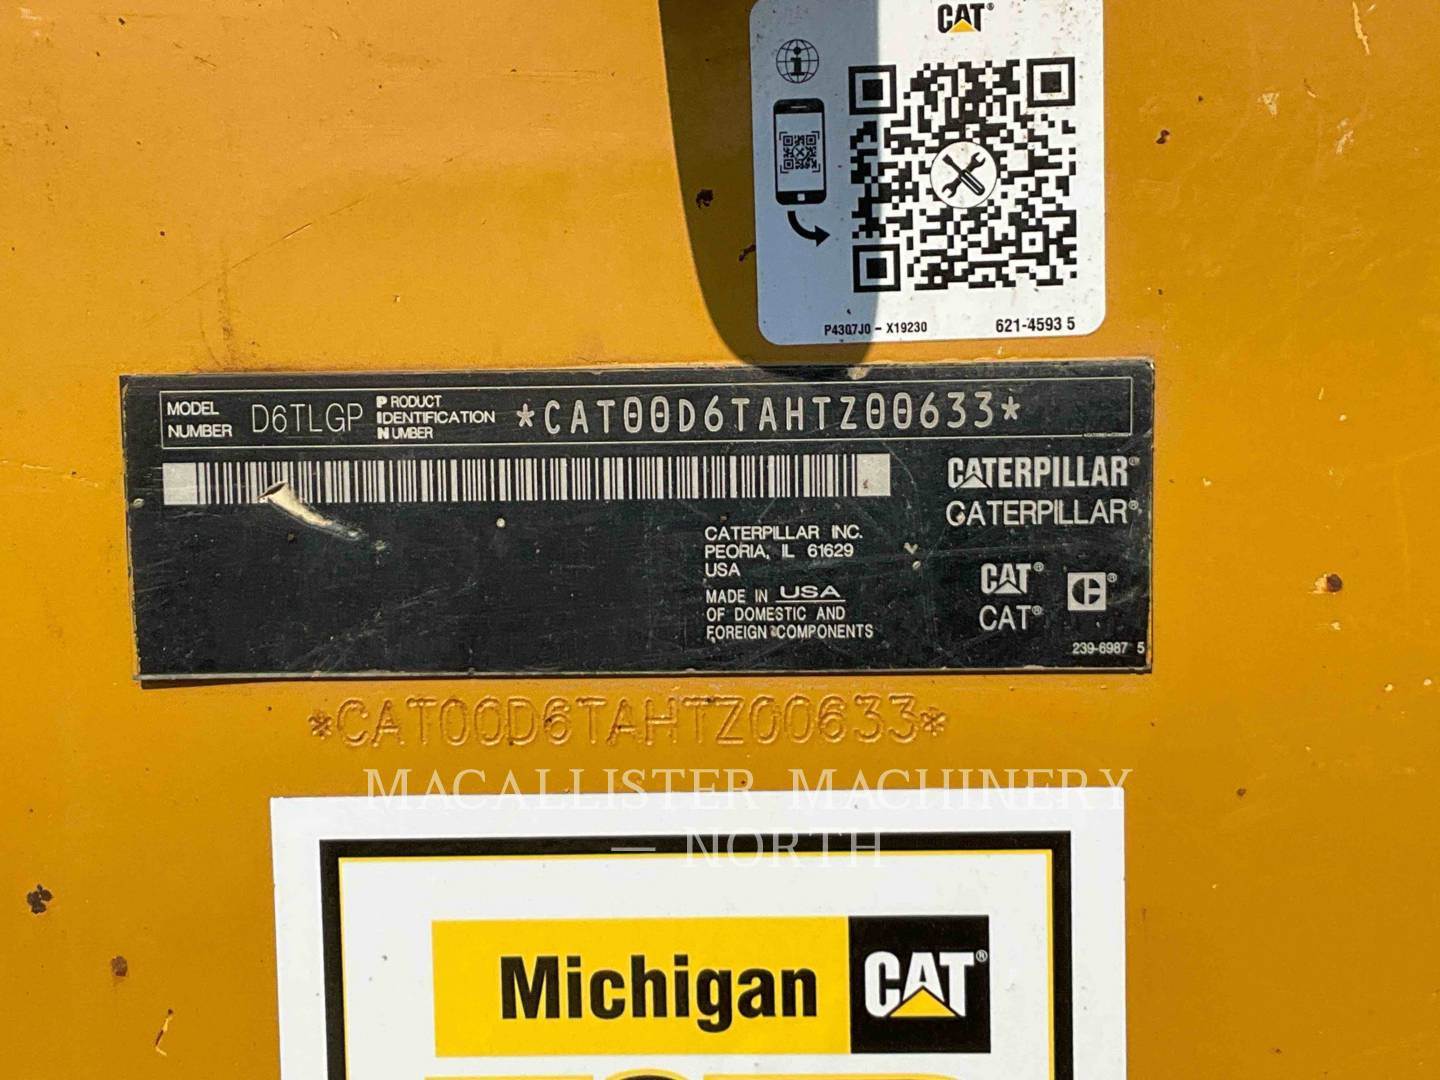 CAT®
P43Q7J0 - X19230
621-4593 5
MODEL NUMBER D6TLGP PRODUCT IDENTIFICATION NUMBER *CAT00D6TAHTZ00633*
CATERPILLAR®
CATERPILLAR®
CATERPILLAR INC.
PEORIA, IL 61629
USA
MADE IN USA
OF DOMESTIC AND
FOREIGN COMPONENTS
CAT®
CAT®
C®
239-6987 5
*CAT00D6TAHTZ00633*
MACALLISTER MACHINERY
— NORTH
Michigan CAT®